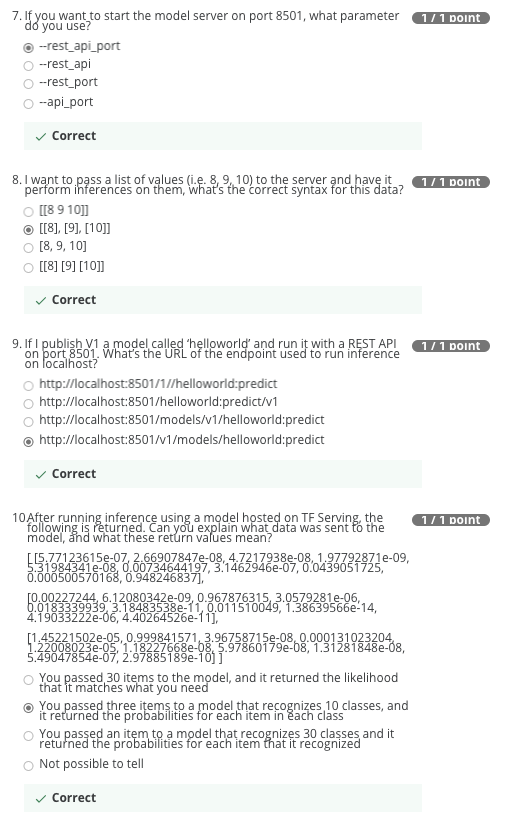 7. If you want to start the model server on port 8501, what parameter
do you use?
1 / 1 point
--rest_api_port
--rest_api
--rest_port
--api_port
Correct
8. I want to pass a list of values (i.e. 8, 9, 10) to the server and have it
perform inferences on them, what's the correct syntax for this data?
1 / 1 point
[[8 9 10]]
[[8], [9], [10]]
[8, 9, 10]
[[8] [9] [10]]
Correct
9. If I publish V1 a model called 'helloworld' and run it with a REST API
on port 8501. What's the URL of the endpoint used to run inference
on localhost?
1 / 1 point
http://localhost:8501/1//helloworld:predict
http://localhost:8501/helloworld:predict/v1
http://localhost:8501/models/v1/helloworld:predict
http://localhost:8501/v1/models/helloworld:predict
Correct
10. After running inference using a model hosted on TF Serving, the
following is returned. Can you explain what data was sent to the
model, and what these return values mean?
1 / 1 point
[ [5.77123615e-07, 2.66907847e-08, 4.7217938e-08, 1.97792871e-09,
5.31984341e-08, 0.00734644197, 3.1462946e-07, 0.0439051725,
0.000500570168, 0.948246837],
[0.00227244, 6.12080342e-09, 0.967876315, 3.0579281e-06,
0.0183339939, 3.18483538e-11, 0.011510049, 1.38639566e-14,
4.19033222e-06, 4.40264526e-11],
[1.45221502e-05, 0.999841571, 3.96758715e-08, 0.000131023204,
1.22008023e-05, 1.18227668e-08, 5.97860179e-08, 1.31281848e-08,
5.49047854e-07, 2.97885189e-10] ]
You passed 30 items to the model, and it returned the likelihood
that it matches what you need
You passed three items to a model that recognizes 10 classes, and
it returned the probabilities for each item in each class
You passed an item to a model that recognizes 30 classes and it
returned the probabilities for each item that it recognized
Not possible to tell
Correct